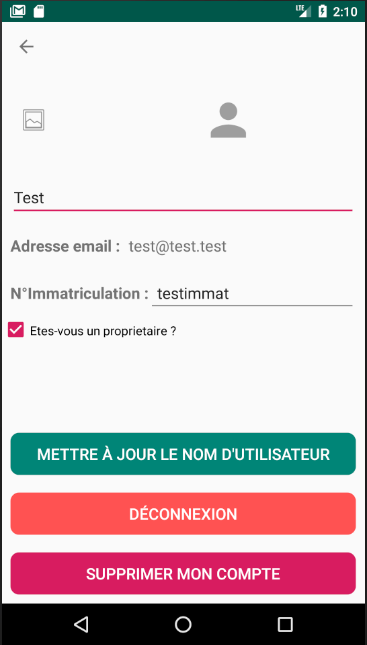 LTE 2:10
Test
Adresse email : test@test.test
N°Immatriculation : testimmat
Etes-vous un proprietaire ?
METTRE À JOUR LE NOM D'UTILISATEUR
DÉCONNEXION
SUPPRIMER MON COMPTE